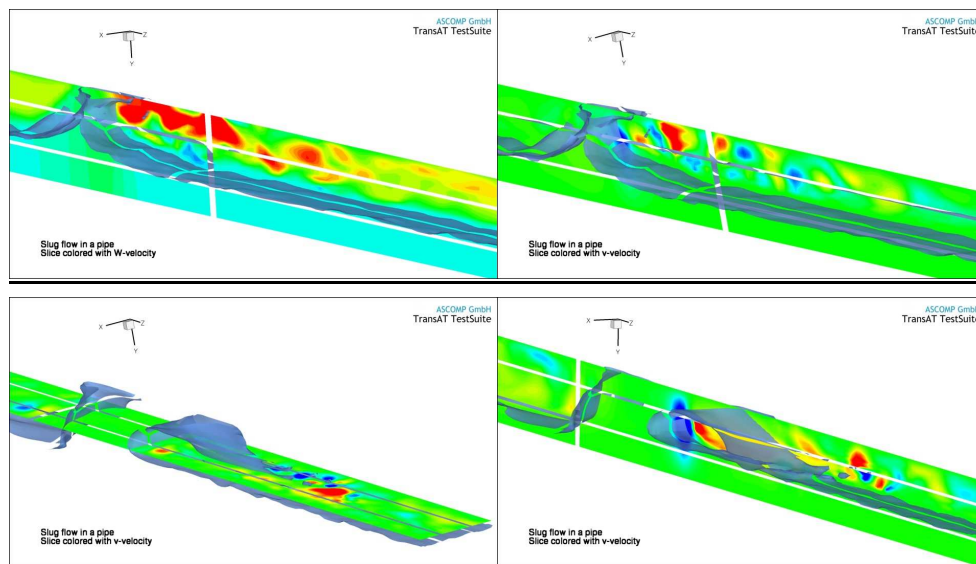 ASCOMP GmbH
TransAT TestSuite
X
Z
Y
Slug flow in a pipe
Slice colored with W-velocity
ASCOMP GmbH
TransAT TestSuite
X
Z
Y
Slug flow in a pipe
Slice colored with v-velocity
ASCOMP GmbH
TransAT TestSuite
X
Z
Y
Slug flow in a pipe
Slice colored with v-velocity
ASCOMP GmbH
TransAT TestSuite
X
Z
Y
Slug flow in a pipe
Slice colored with v-velocity